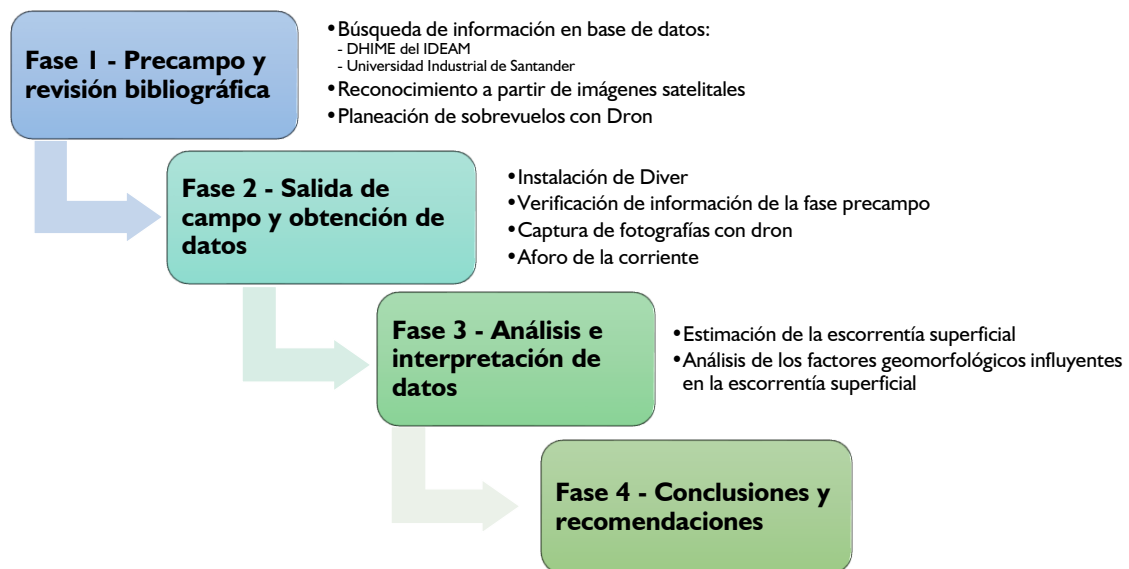 Fase 1 - Precampo y
revisión bibliográfica
•Búsqueda de información en base de datos:
- DHIME del IDEAM
- Universidad Industrial de Santander
•Reconocimiento a partir de imágenes satelitales
•Planeación de sobrevuelos con Dron
Fase 2 - Salida de
campo y obtención de
datos
•Instalación de Diver
•Verificación de información de la fase precampo
•Captura de fotografías con dron
•Aforo de la corriente
Fase 3 - Análisis e
interpretación de
datos
•Estimación de la escorrentía superficial
•Análisis de los factores geomorfológicos influyentes
en la escorrentía superficial
Fase 4 - Conclusiones y
recomendaciones